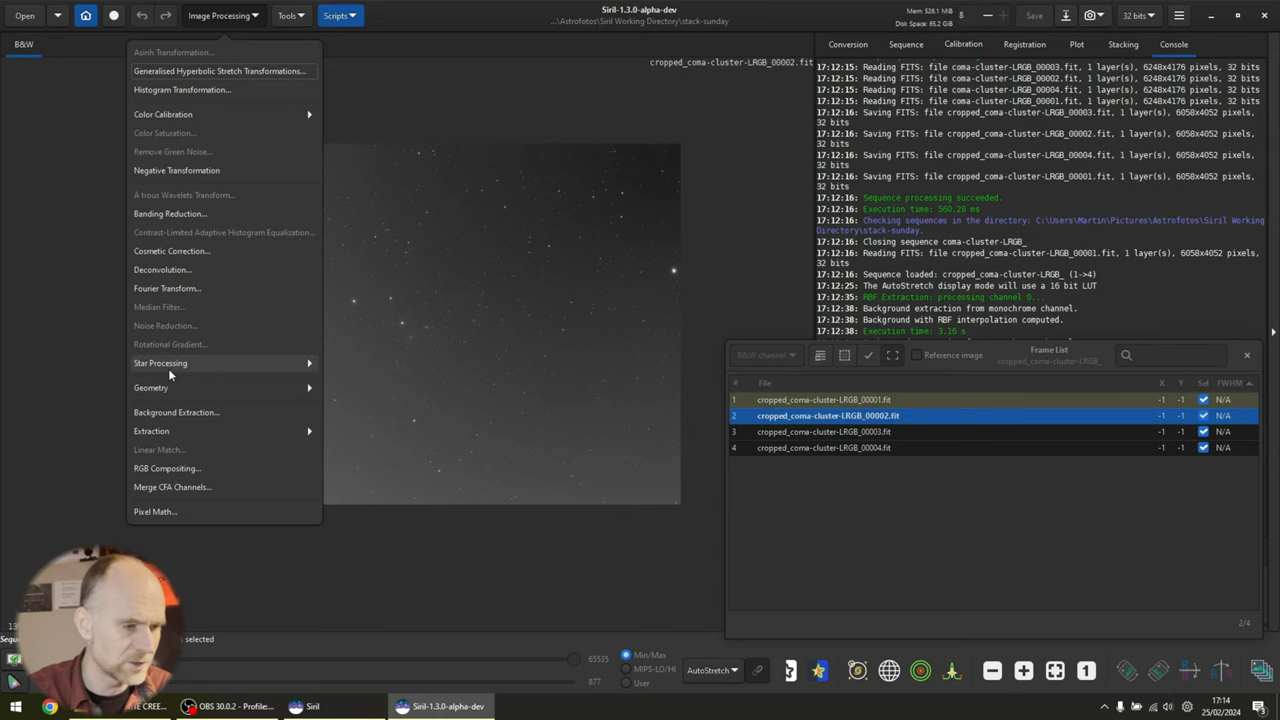 Open
Image Processing
Tools
Scripts
Siril-1.3.0-alpha-dev
...\Astrofotos\Siril Working Directory\stack-sunday
Mem: 526.1 MiB
Disk Space: 65.2 GiB
8
Save
32 bits
B&W
Conversion
Sequence
Calibration
Registration
Plot
Stacking
Console
cropped_coma-cluster-LRGB_00002.fit
Asinh Transformation...
Generalised Hyperbolic Stretch Transformations...
Histogram Transformation...
Color Calibration
Color Saturation...
Remove Green Noise...
Negative Transformation
À trous Wavelets Transform...
Banding Reduction...
Contrast-Limited Adaptive Histogram Equalization...
Cosmetic Correction...
Deconvolution...
Fourier Transform...
Median Filter...
Noise Reduction...
Rotational Gradient...
Star Processing
Geometry
Background Extraction...
Extraction
Linear Match...
RGB Compositing...
Merge CFA Channels...
Pixel Math...
17:12:15: Reading FITS: file coma-cluster-LRGB_00003.fit, 1 layer(s), 6248x4176 pixels, 32 bits
17:12:15: Reading FITS: file coma-cluster-LRGB_00002.fit, 1 layer(s), 6248x4176 pixels, 32 bits
17:12:15: Reading FITS: file coma-cluster-LRGB_00004.fit, 1 layer(s), 6248x4176 pixels, 32 bits
17:12:15: Reading FITS: file coma-cluster-LRGB_00001.fit, 1 layer(s), 6248x4176 pixels, 32 bits
17:12:16: Saving FITS: file cropped_coma-cluster-LRGB_00003.fit, 1 layer(s), 6058x4052 pixels,
32 bits
17:12:16: Saving FITS: file cropped_coma-cluster-LRGB_00002.fit, 1 layer(s), 6058x4052 pixels,
32 bits
17:12:16: Saving FITS: file cropped_coma-cluster-LRGB_00004.fit, 1 layer(s), 6058x4052 pixels,
32 bits
17:12:16: Saving FITS: file cropped_coma-cluster-LRGB_00001.fit, 1 layer(s), 6058x4052 pixels,
32 bits
17:12:16: Sequence processing succeeded.
17:12:16: Execution time: 560.28 ms
17:12:16: Checking sequences in the directory: C:\Users\Martin\Pictures\Astrofotos\Siril Working
Directory\stack-sunday.
17:12:16: Closing sequence coma-cluster-LRGB_
17:12:16: Reading FITS: file cropped_coma-cluster-LRGB_00001.fit, 1 layer(s), 6058x4052 pixels,
32 bits
17:12:16: Sequence loaded: cropped_coma-cluster-LRGB_ (1->4)
17:12:25: The AutoStretch display mode will use a 16 bit LUT
17:12:35: RBF Extraction: processing channel 0...
17:12:38: Background extraction from monochrome channel.
17:12:38: Background with RBF interpolation computed.
17:12:38: Execution time: 3.16 s
B&W channel
Reference image
Frame List
cropped_coma-cluster-LRGB_
# File X Y Sel FWHM
1 cropped_coma-cluster-LRGB_00001.fit -1 -1 N/A
2 cropped_coma-cluster-LRGB_00002.fit -1 -1 N/A
3 cropped_coma-cluster-LRGB_00003.fit -1 -1 N/A
4 cropped_coma-cluster-LRGB_00004.fit -1 -1 N/A
2/4
selected
65535
877
Min/Max
MIPS-LO/HI
User
AutoStretch
1
OBS 30.0.2 - Profile:...
Siril
Siril-1.3.0-alpha-dev
17:14
25/02/2024